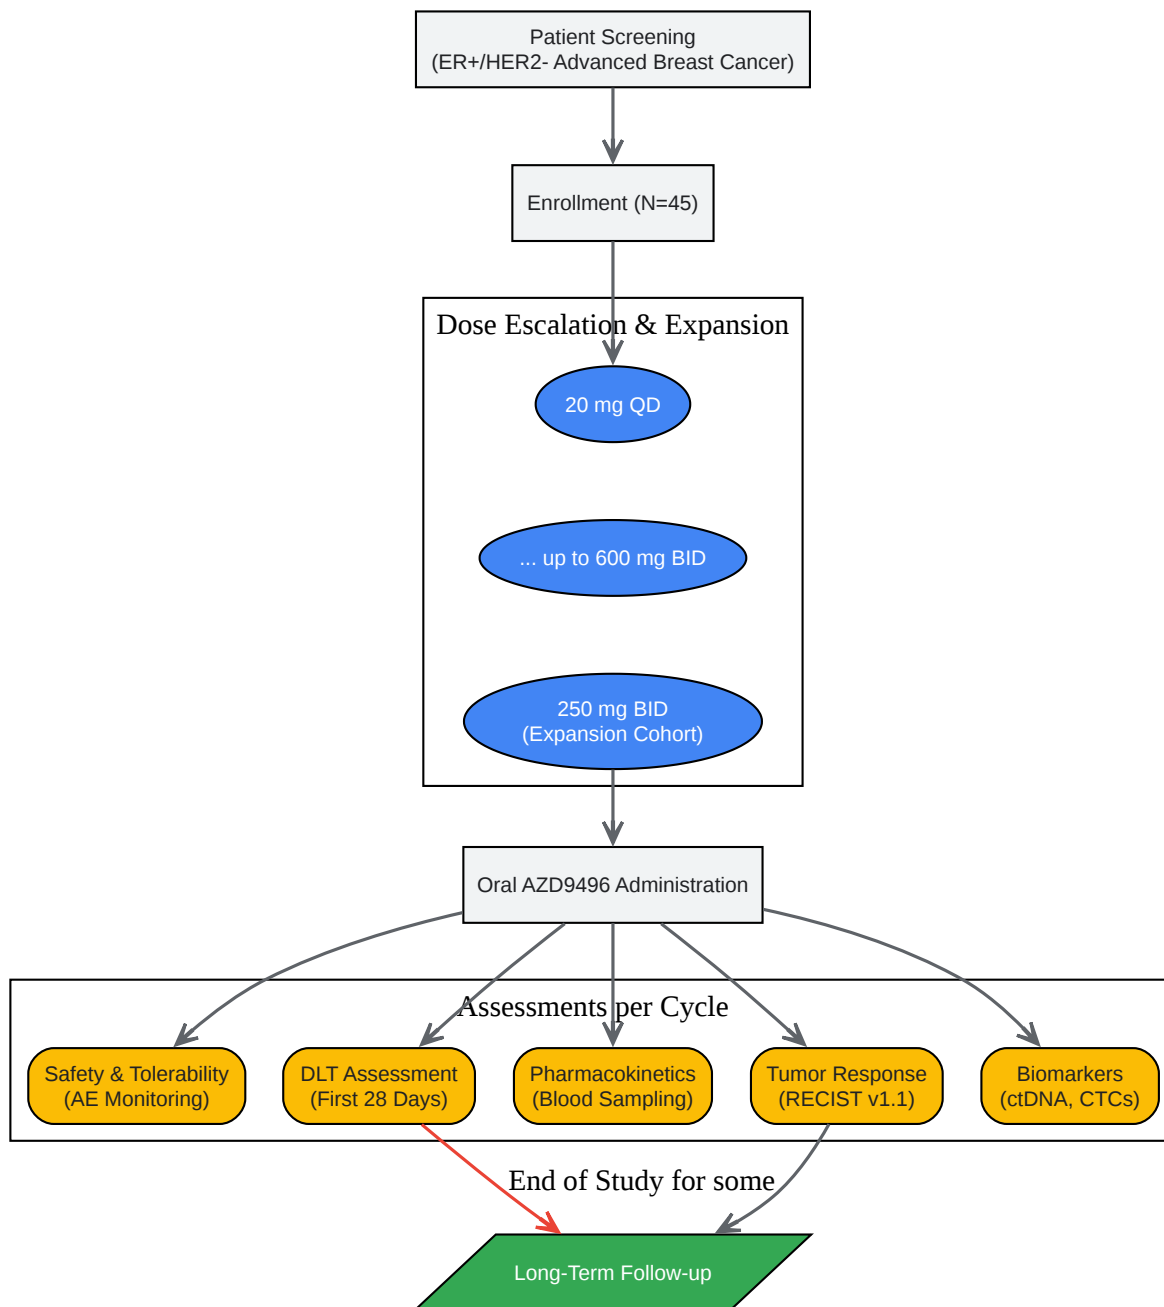 Patient Screening
(ER+/HER2- Advanced Breast Cancer)
Enrollment (N=45)
Dose Escalation & Expansion
20 mg QD
... up to 600 mg BID
250 mg BID
(Expansion Cohort)
Oral AZD9496 Administration
Assessments per Cycle
Safety & Tolerability
(AE Monitoring)
DLT Assessment
(First 28 Days)
Pharmacokinetics
(Blood Sampling)
Tumor Response
(RECIST v1.1)
Biomarkers
(ctDNA, CTCs)
End of Study for some
Long-Term Follow-up